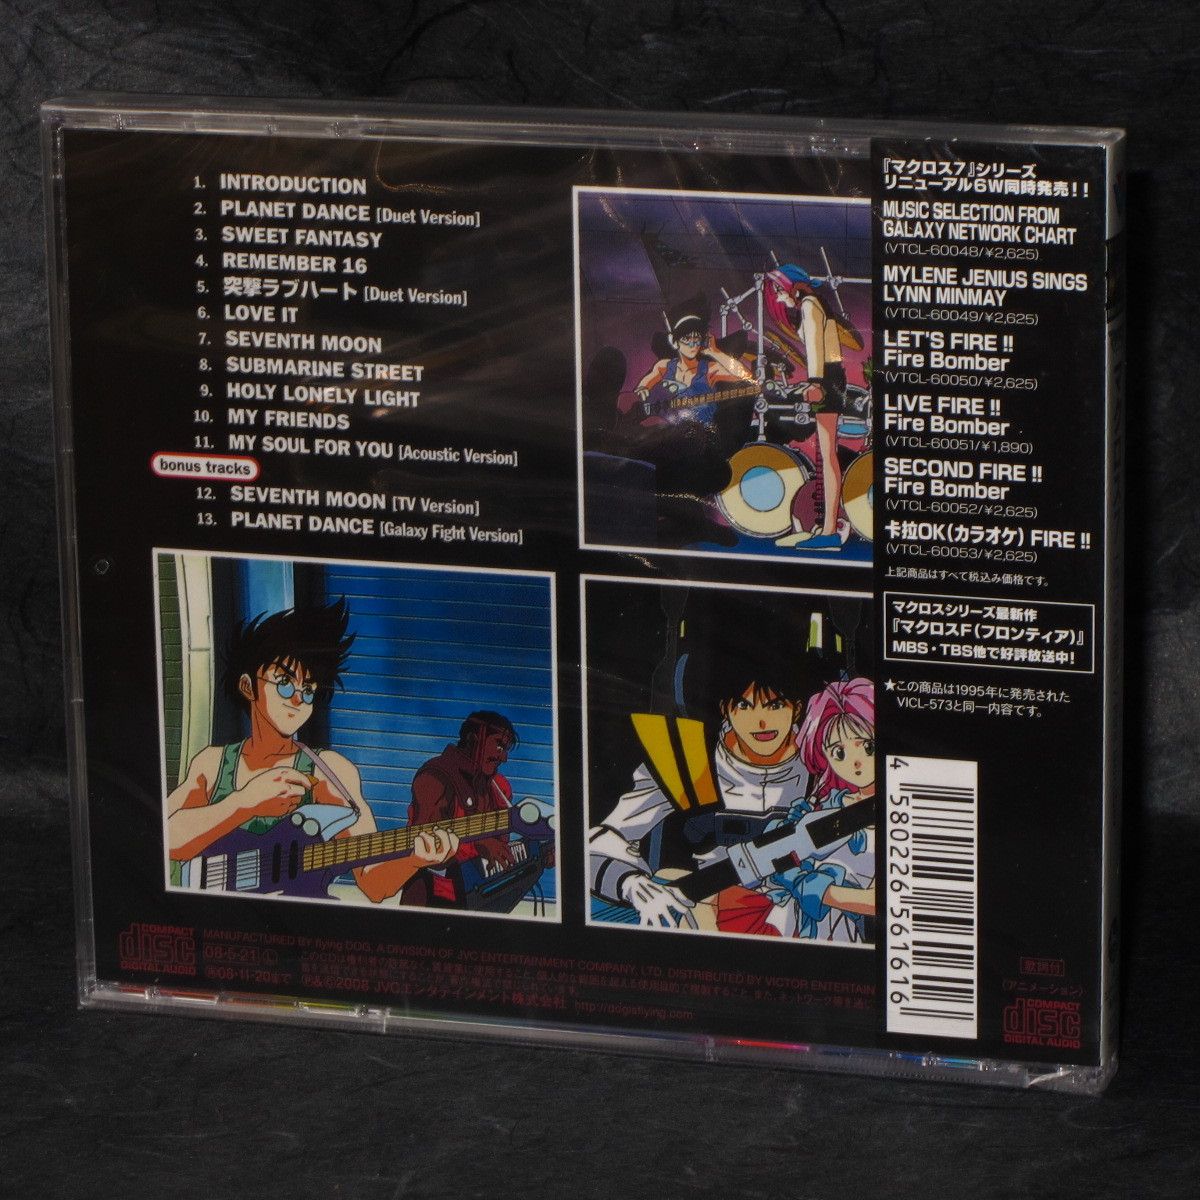 1. INTRODUCTION
2. PLANET DANCE [Duet Version]
3. SWEET FANTASY
4. REMEMBER 16
5. 突撃ラブハート [Duet Version]
6. LOVE IT
7. SEVENTH MOON
8. SUBMARINE STREET
9. HOLY LONELY LIGHT
10. MY FRIENDS
11. MY SOUL FOR YOU [Acoustic Version]
bonus tracks
12. SEVENTH MOON [TV Version]
13. PLANET DANCE [Galaxy Fight Version]
『マクロス7』シリーズ
リニューアル6W同時発売!!
MUSIC SELECTION FROM
GALAXY NETWORK CHART
(VTCL-60048/¥2,625)
MYLENE JENIUS SINGS
LYNN MINMAY
(VTCL-60049/¥2,625)
LET'S FIRE!!
Fire Bomber
(VTCL-60050/¥2,625)
LIVE FIRE!!
Fire Bomber
(VTCL-60051/¥1,890)
SECOND FIRE!!
Fire Bomber
(VTCL-60052/¥2,625)
卡拉OK(カラオケ) FIRE!!
(VTCL-60053/¥2,625)
上記商品はすべて税込み価格です。
マクロスシリーズ最新作
『マクロスF(フロンティア)』
MBS・TBS他で好評放送中!
★この商品は1995年に発売された
VICL-573と同一内容です。
4 580226 561616
COMPACT
disc
DIGITAL AUDIO
08・5・21 L
08・11・20まで
MANUFACTURED BY flying DOG, A DIVISION OF JVC ENTERTAINMENT COMPANY, LTD. DISTRIBUTED BY VICTOR ENTERTAIN
℗&©2008 JVCエンタテインメント株式会社
歌詞付
(アニメーション)
COMPACT
disc
DIGITAL AUDIO